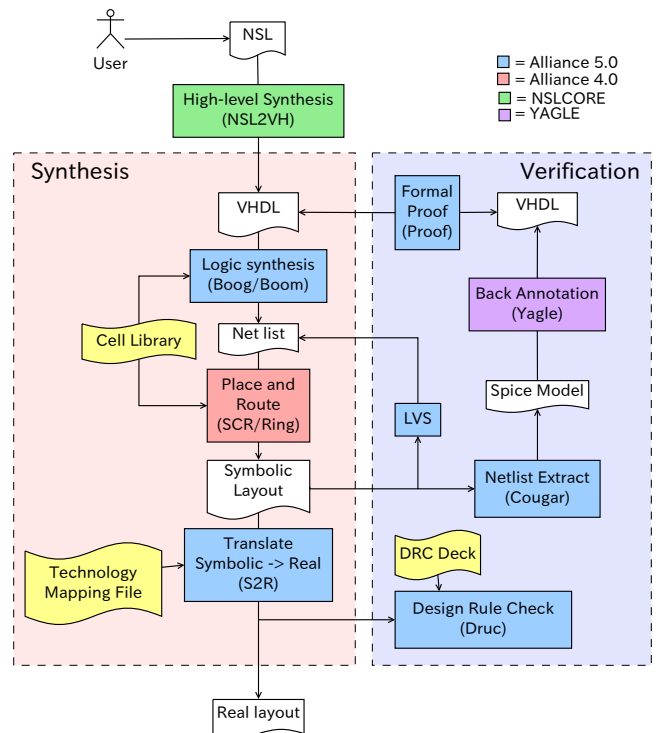 NSL
User
= Alliance 5.0
= Alliance 4.0
= NSLCORE
= YAGLE
High-level Synthesis
(NSL2VH)
Synthesis
Verification
VHDL
Formal
Proof
(Proof)
VHDL
Logic synthesis
(Boog/Boom)
Back Annotation
(Yagle)
Cell Library
Net list
Place and
Route
(SCR/Ring)
LVS
Spice Model
Symbolic
Layout
Netlist Extract
(Cougar)
Technology
Mapping File
Translate
Symbolic -> Real
(S2R)
DRC Deck
Design Rule Check
(Druc)
Real layout